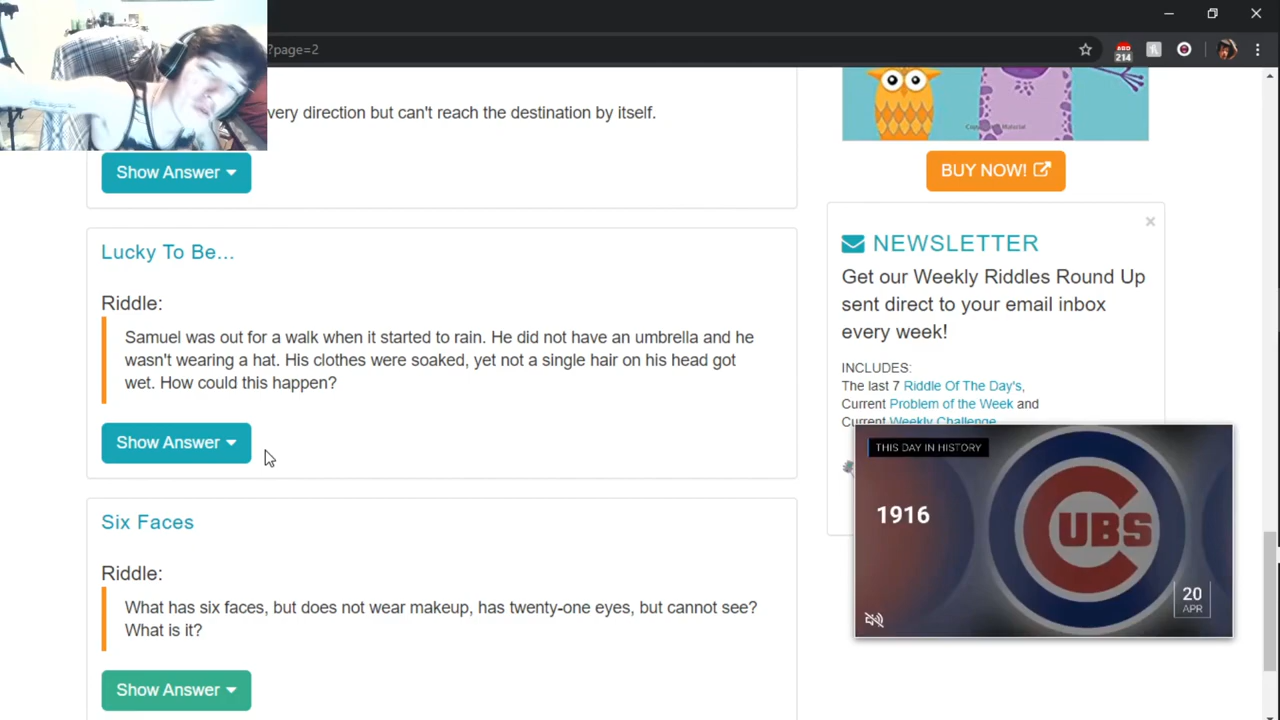 ?page=2
214
very direction but can't reach the destination by itself.
Show Answer
Lucky To Be...
Riddle:
Samuel was out for a walk when it started to rain. He did not have an umbrella and he
wasn't wearing a hat. His clothes were soaked, yet not a single hair on his head got
wet. How could this happen?
Show Answer
Six Faces
Riddle:
What has six faces, but does not wear makeup, has twenty-one eyes, but cannot see?
What is it?
Show Answer
BUY NOW!
NEWSLETTER
Get our Weekly Riddles Round Up
sent direct to your email inbox
every week!
INCLUDES:
The last 7 Riddle Of The Day's,
Current Problem of the Week and
Current Weekly Challenge
THIS DAY IN HISTORY
1916
CUBS
20
APR